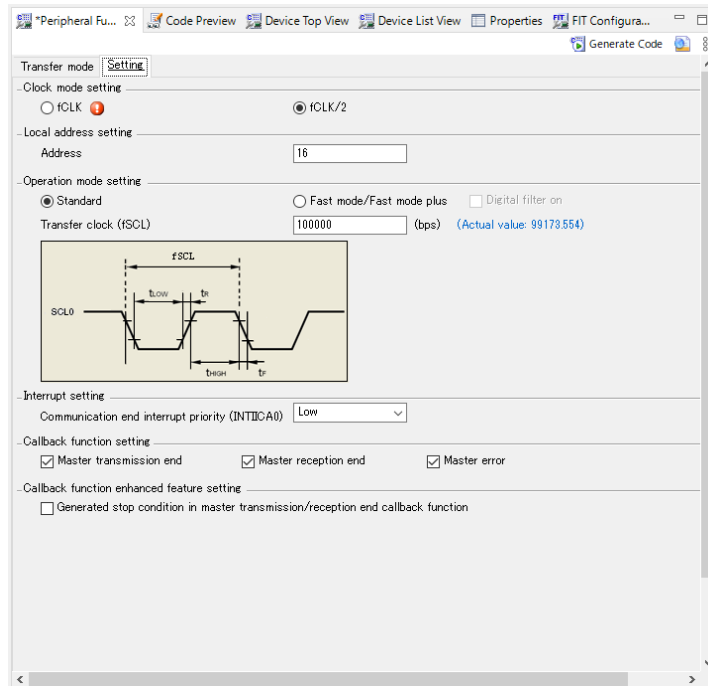 *Peripheral Fu... Code Preview Device Top View Device List View Properties FIT Configura...
Generate Code
Transfer mode Setting
Clock mode setting
fCLK fCLK/2
Local address setting
Address 16
Operation mode setting
Standard Fast mode/Fast mode plus Digital filter on
Transfer clock (fSCL) 100000 (bps) (Actual value: 99173.554)
fSCL
tLOW tR
SCL0
tHIGH tF
Interrupt setting
Communication end interrupt priority (INTIICA0) Low
Callback function setting
Master transmission end Master reception end Master error
Callback function enhanced feature setting
Generated stop condition in master transmission/reception end callback function